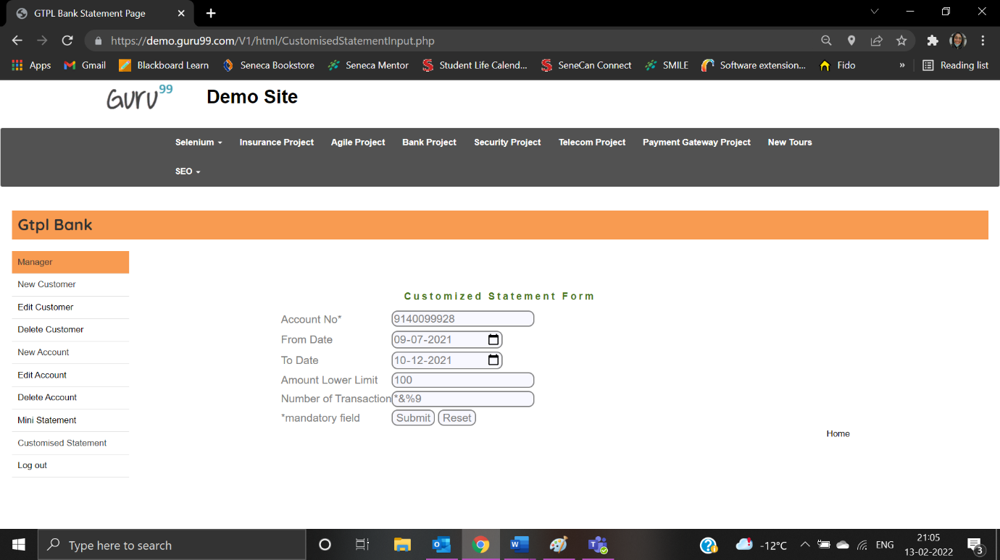 GTPL Bank Statement Page
https://demo.guru99.com/V1/html/CustomisedStatementInput.php
Apps Gmail Blackboard Learn Seneca Bookstore Seneca Mentor Student Life Calend... SeneCan Connect SMILE Software extension... Fido » Reading list
Guru99 Demo Site
Selenium Insurance Project Agile Project Bank Project Security Project Telecom Project Payment Gateway Project New Tours
SEO
Gtpl Bank
Manager
New Customer
Edit Customer
Delete Customer
New Account
Edit Account
Delete Account
Mini Statement
Customised Statement
Log out
Customized Statement Form
Account No* 9140099928
From Date 09-07-2021
To Date 10-12-2021
Amount Lower Limit 100
Number of Transaction *&%9
*mandatory field Submit Reset
Home
Type here to search
-12°C ENG 21:05
13-02-2022 3